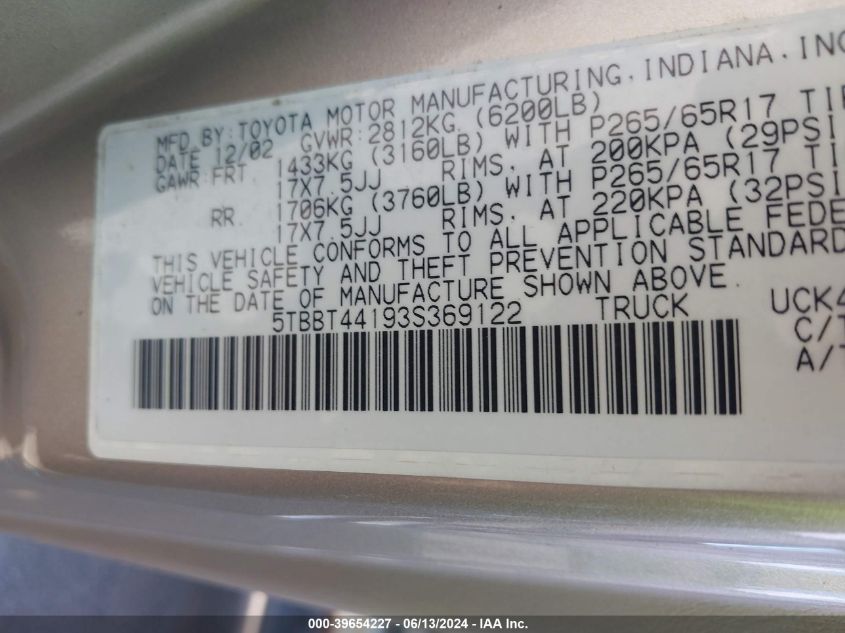 MFD BY: TOYOTA MOTOR MANUFACTURING, INDIANA, INC
DATE 12/02 GVWR: 2812KG (6200LB)
GAWR: FRT 1433KG (3160LB) WITH P265/65R17 TIR
17X7.5JJ RIMS, AT 200KPA (29PSI
RR 1706KG (3760LB) WITH P265/65R17 TI
17X7.5JJ RIMS, AT 220KPA (32PSI
THIS VEHICLE CONFORMS TO ALL APPLICABLE FEDE
VEHICLE SAFETY AND THEFT PREVENTION STANDARD
ON THE DATE OF MANUFACTURE SHOWN ABOVE.
5TBBT44193S369122 TRUCK UCK4
C/T
A/T
000-39654227 - 06/13/2024 - IAA Inc.